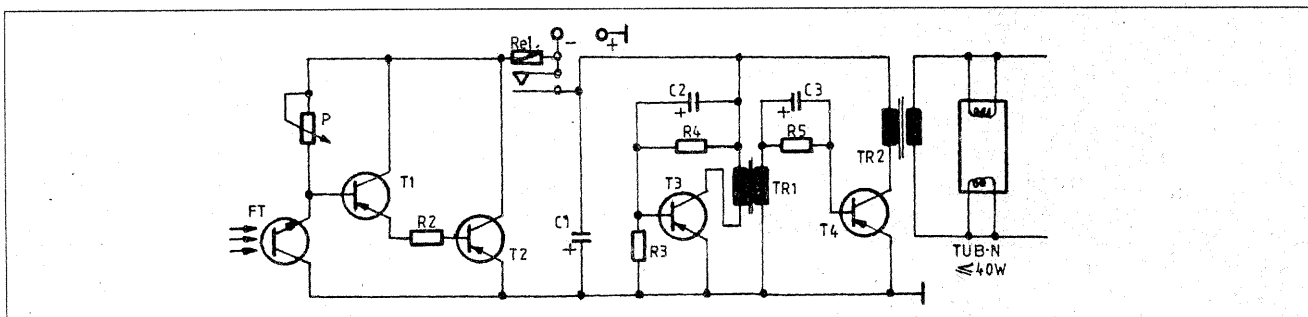 Rel. - +
P
C2 + C3 +
R4 R5
T1 T3 TR1 TR2
FT R2 C1 + T4
T2 R3
TUB-N
≤40W